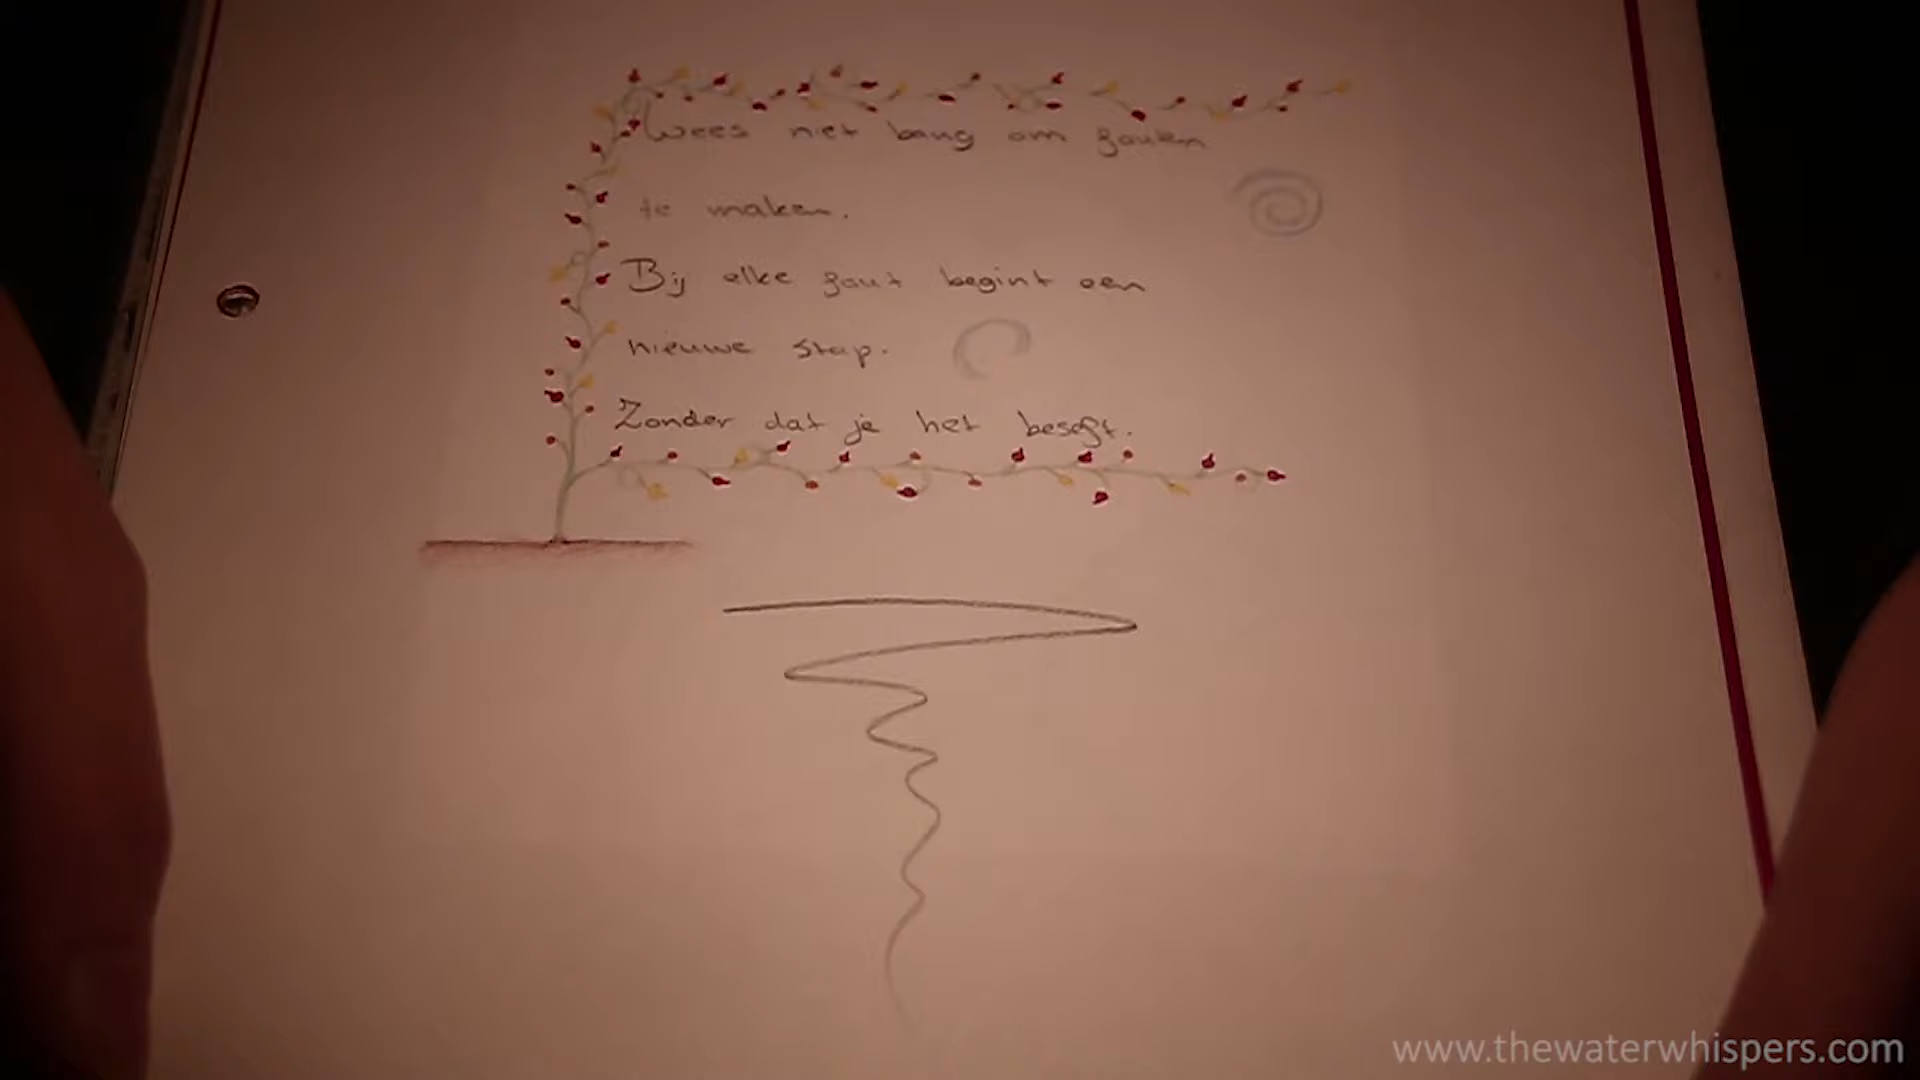 Wees niet bang om fouten
te maken.
Bij elke fout begint een
nieuwe stap.
Zonder dat je het beseft.
www.thewaterwhispers.com